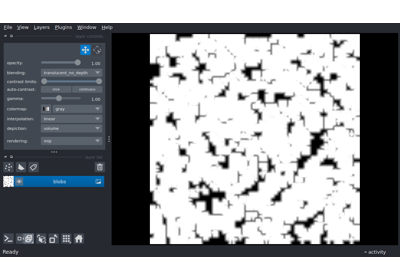 File View Layers Plugins Window Help
opacity: 1.00
blending: translucent_no_depth
contrast limits:
auto-contrast: once continuous
gamma: 1.00
colormap: gray
interpolation: linear
depiction: volume
rendering: mip
blobs
Ready
activity